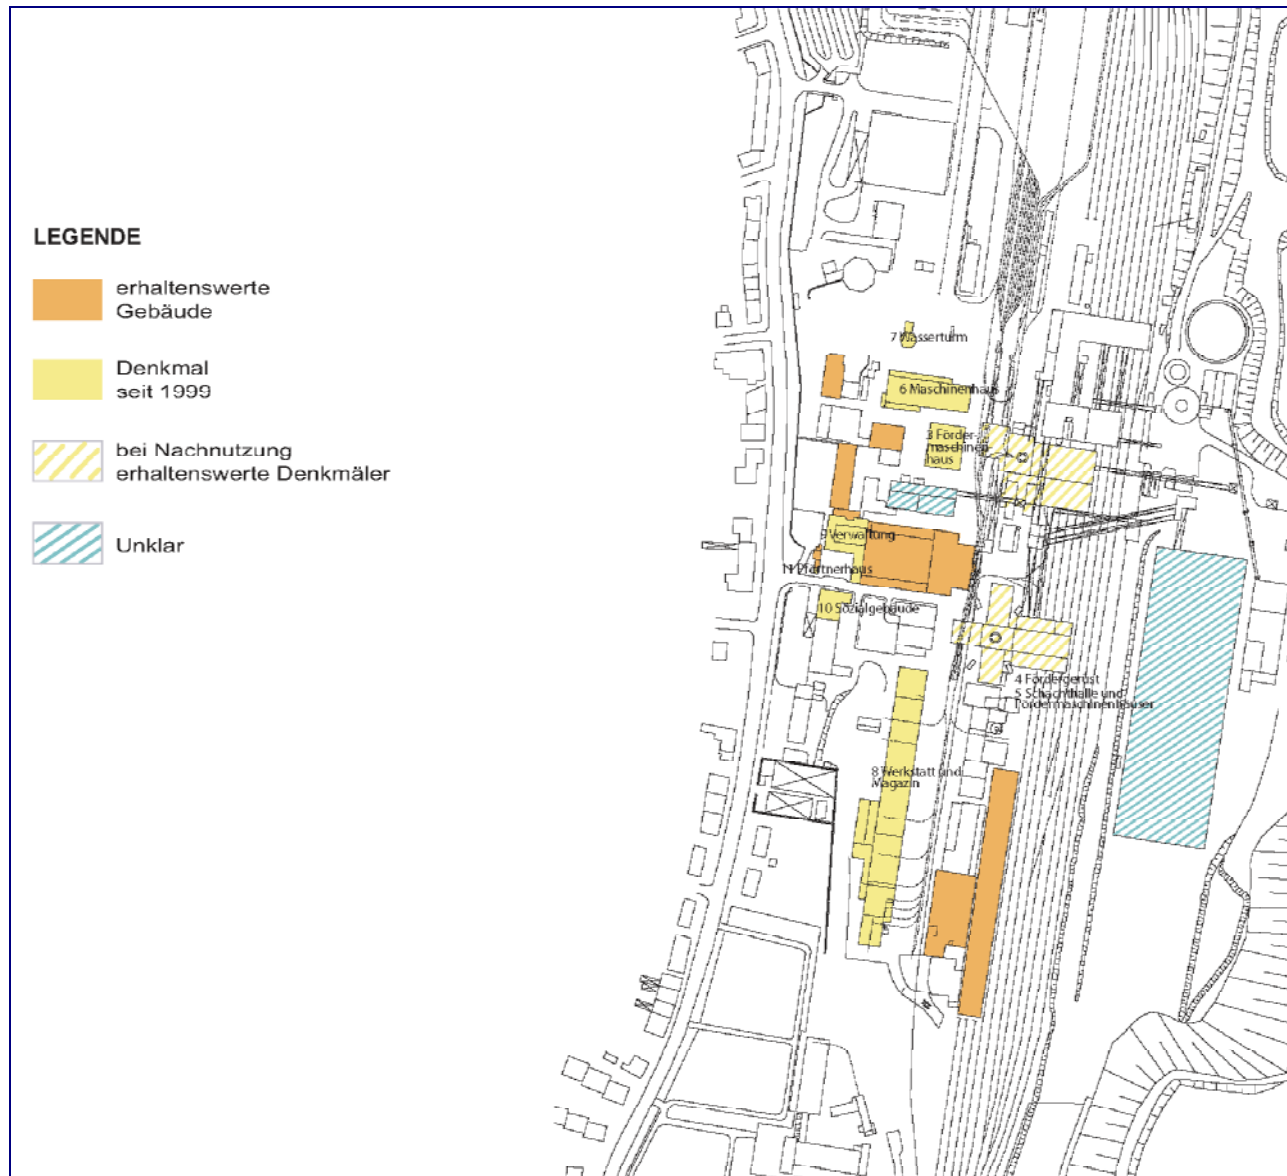 LEGENDE
erhaltenswerte
Gebäude
Denkmal
seit 1999
bei Nachnutzung
erhaltenswerte Denkmäler
Unklar
7 Wasserturm
6 Maschinenhaus
3 Förder-
maschinen-
haus
9 Verwaltung
11 Pförtnerhaus
10 Sozialgebäude
4 Fördergerüst
5 Schachthalle und
Fördermaschinenhäuser
8 Werkstatt und
Magazin